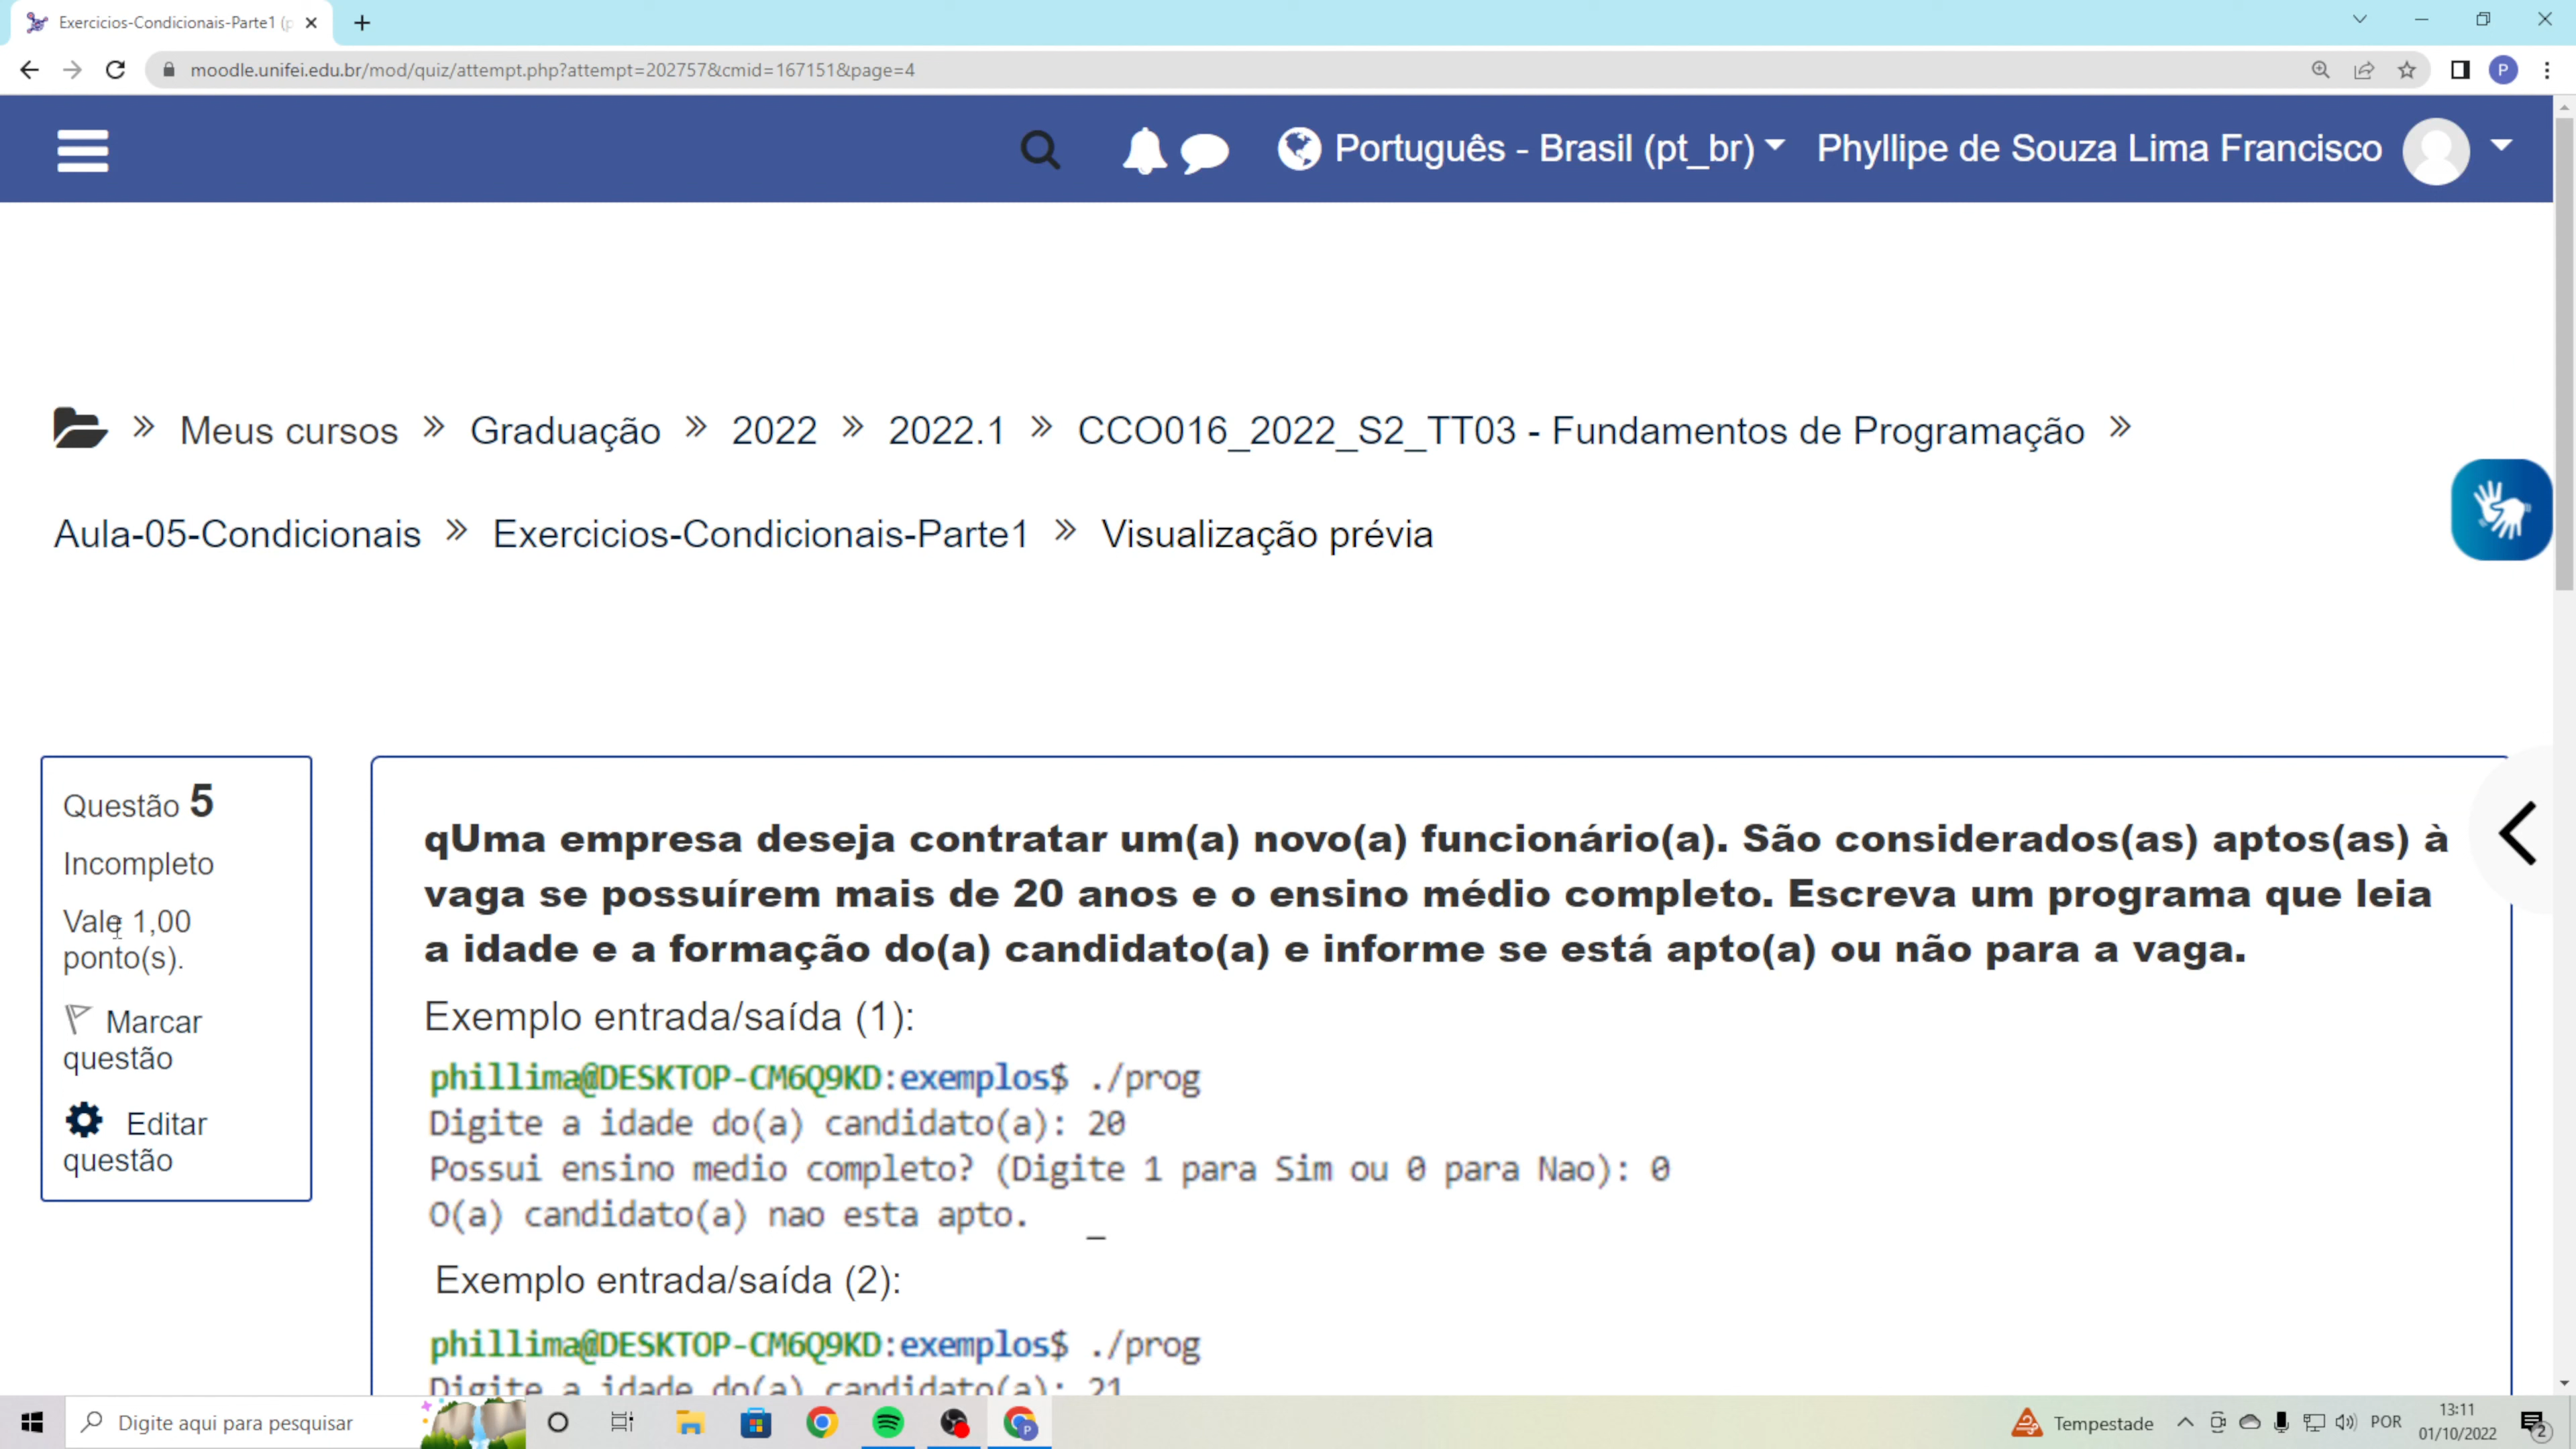 Exercicios-Condicionais-Parte1 (p
moodle.unifei.edu.br/mod/quiz/attempt.php?attempt=202757&cmid=167151&page=4
P
Português - Brasil (pt_br) Phyllipe de Souza Lima Francisco
» Meus cursos » Graduação » 2022 » 2022.1 » CCO016_2022_S2_TT03 - Fundamentos de Programação »
Aula-05-Condicionais » Exercicios-Condicionais-Parte1 » Visualização prévia
Questão 5
Incompleto
Vale 1,00
ponto(s).
Marcar
questão
Editar
questão
qUma empresa deseja contratar um(a) novo(a) funcionário(a). São considerados(as) aptos(as) à
vaga se possuírem mais de 20 anos e o ensino médio completo. Escreva um programa que leia
a idade e a formação do(a) candidato(a) e informe se está apto(a) ou não para a vaga.
Exemplo entrada/saída (1):
phillima@DESKTOP-CM6Q9KD:exemplos$ ./prog
Digite a idade do(a) candidato(a): 20
Possui ensino medio completo? (Digite 1 para Sim ou 0 para Nao): 0
O(a) candidato(a) nao esta apto.
_
Exemplo entrada/saída (2):
phillima@DESKTOP-CM6Q9KD:exemplos$ ./prog
Digite a idade do(a) candidato(a): 21
Digite aqui para pesquisar
P
Tempestade
POR
13:11
01/10/2022
2